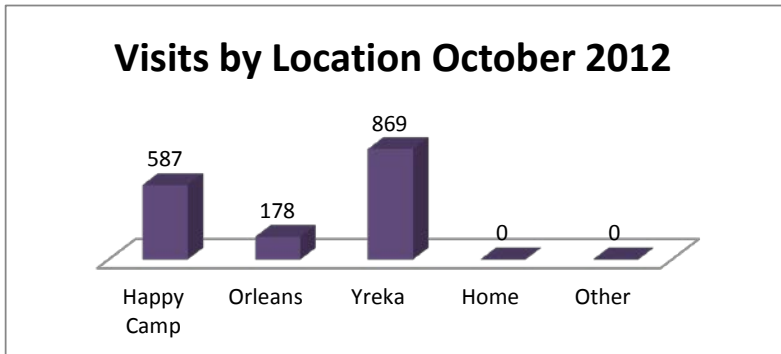 Visits by Location October 2012
587
178
869
0
0
Happy
Camp
Orleans
Yreka
Home
Other